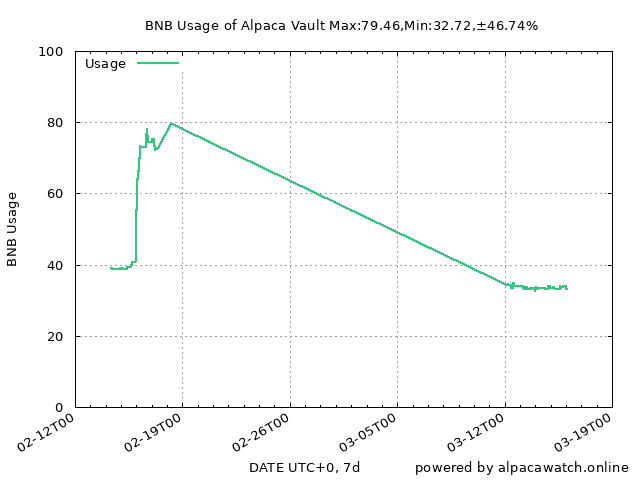 BNB Usage of Alpaca Vault Max:79.46,Min:32.72,±46.74%
Usage
BNB Usage
100
80
60
40
20
0
02-12T00
02-19T00
02-26T00
03-05T00
03-12T00
03-19T00
DATE UTC+0, 7d
powered by alpacawatch.online